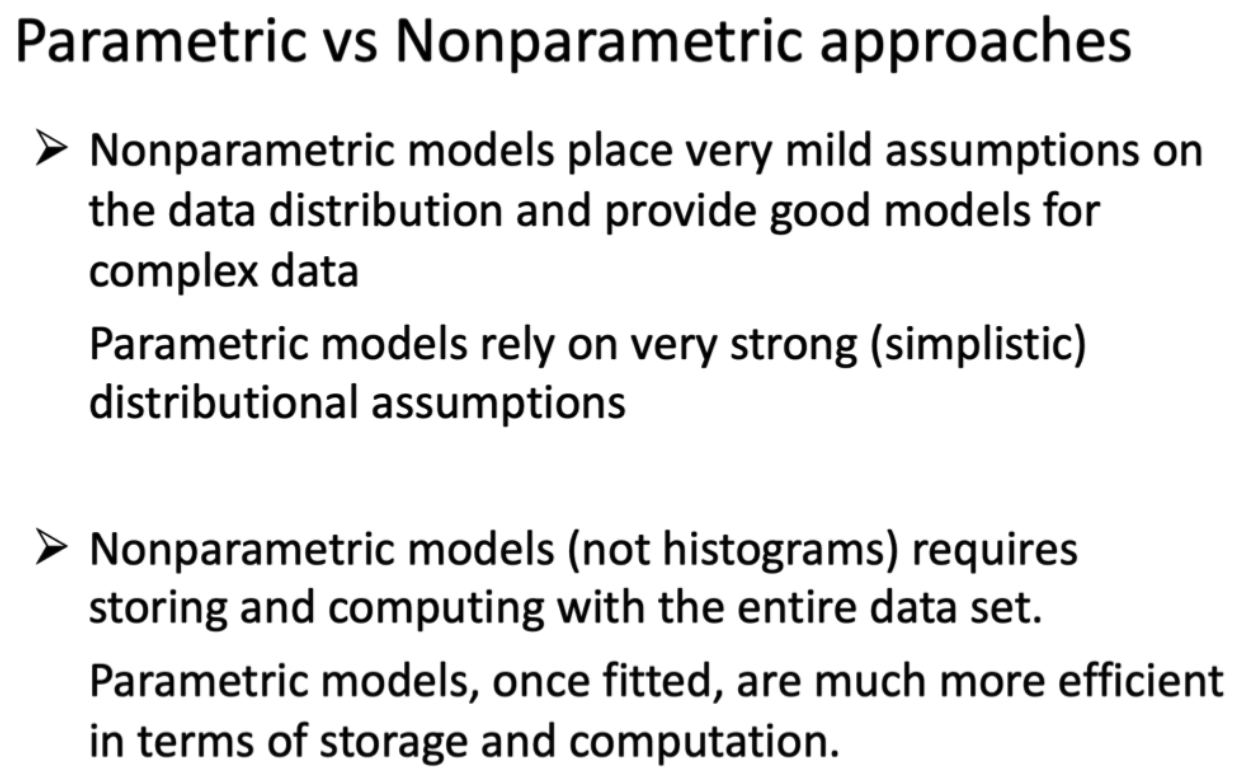 Parametric vs Nonparametric approaches
➢ Nonparametric models place very mild assumptions on
the data distribution and provide good models for
complex data
Parametric models rely on very strong (simplistic)
distributional assumptions
➢ Nonparametric models (not histograms) requires
storing and computing with the entire data set.
Parametric models, once fitted, are much more efficient
in terms of storage and computation.